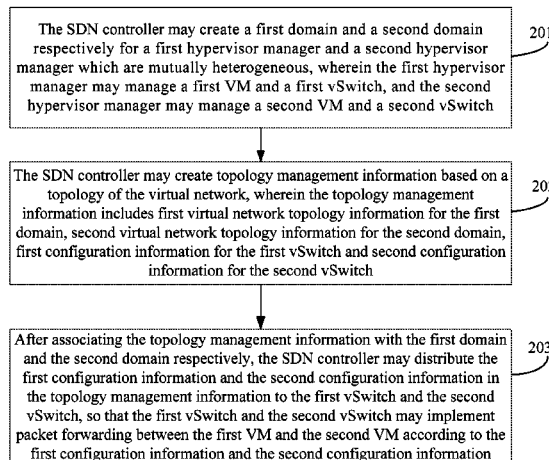 The SDN controller may create a first domain and a second domain
respectively for a first hypervisor manager and a second hypervisor
manager which are mutually heterogeneous, wherein the first hypervisor
manager may manage a first VM and a first vSwitch, and the second
hypervisor manager may manage a second VM and a second vSwitch
201
The SDN controller may create topology management information based on a
topology of the virtual network, wherein the topology management
information includes first virtual network topology information for the first
domain, second virtual network topology information for the second domain,
first configuration information for the first vSwitch and second configuration
information for the second vSwitch
After associating the topology management information with the first domain
and the second domain respectively, the SDN controller may distribute the
first configuration information and the second configuration information in
the topology management information to the first vSwitch and the second
vSwitch, so that the first vSwitch and the second vSwitch may implement
packet forwarding between the first VM and the second VM according to the
first configuration information and the second configuration information
203